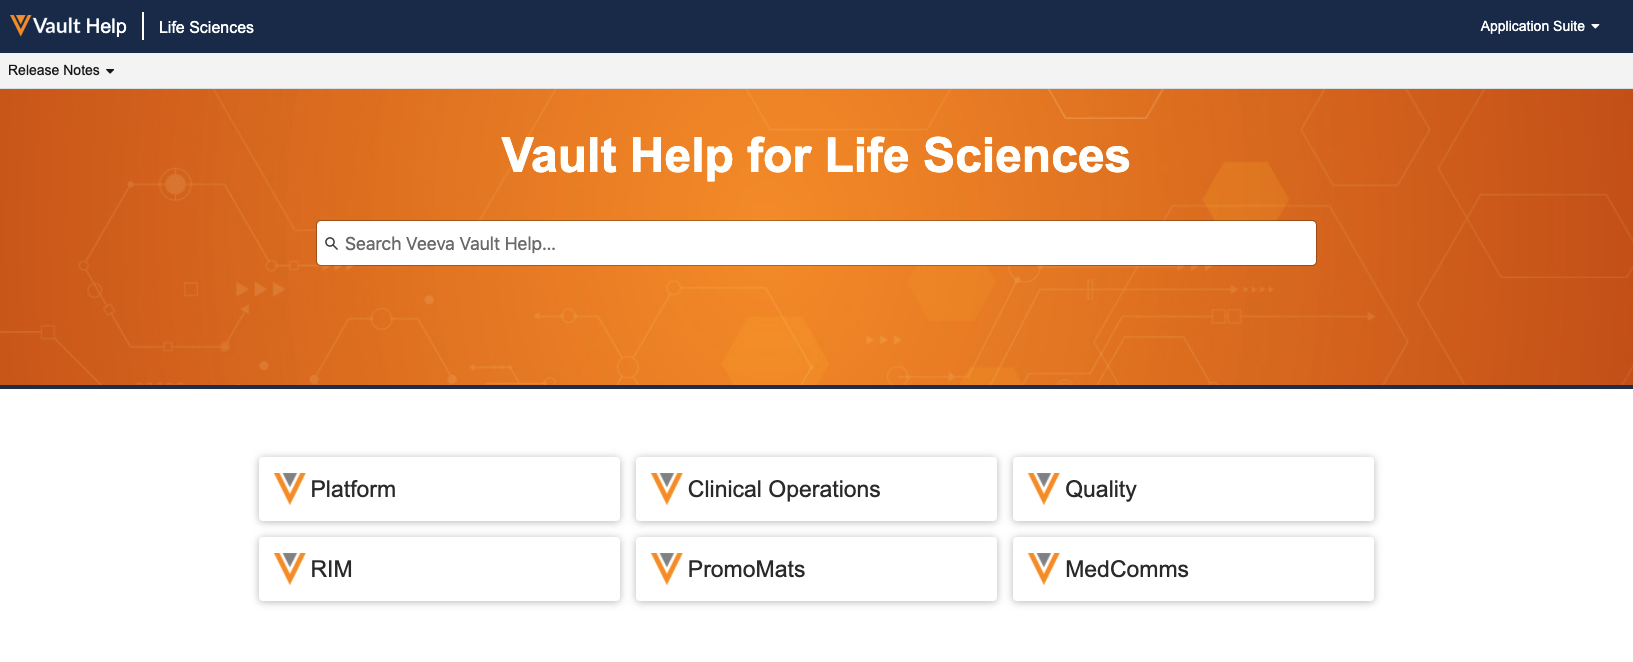 Vault Help
Life Sciences
Application Suite
Release Notes
Vault Help for Life Sciences
Search Veeva Vault Help...
Platform
Clinical Operations
Quality
RIM
PromoMats
MedComms